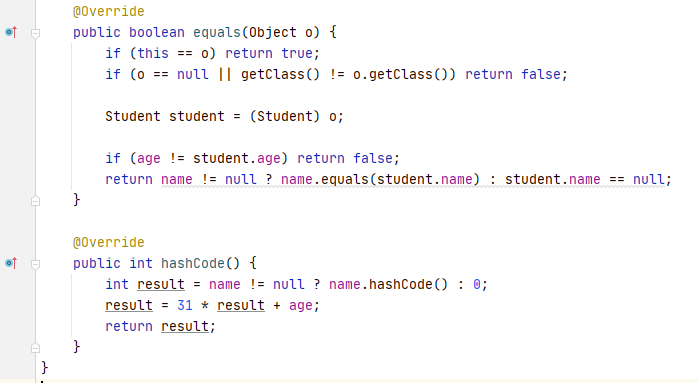 @Override
public boolean equals(Object o) {
if (this == o) return true;
if (o == null || getClass() != o.getClass()) return false;
Student student = (Student) o;
if (age != student.age) return false;
return name != null ? name.equals(student.name) : student.name == null;
}
@Override
public int hashCode() {
int result = name != null ? name.hashCode() : 0;
result = 31 * result + age;
return result;
}
}